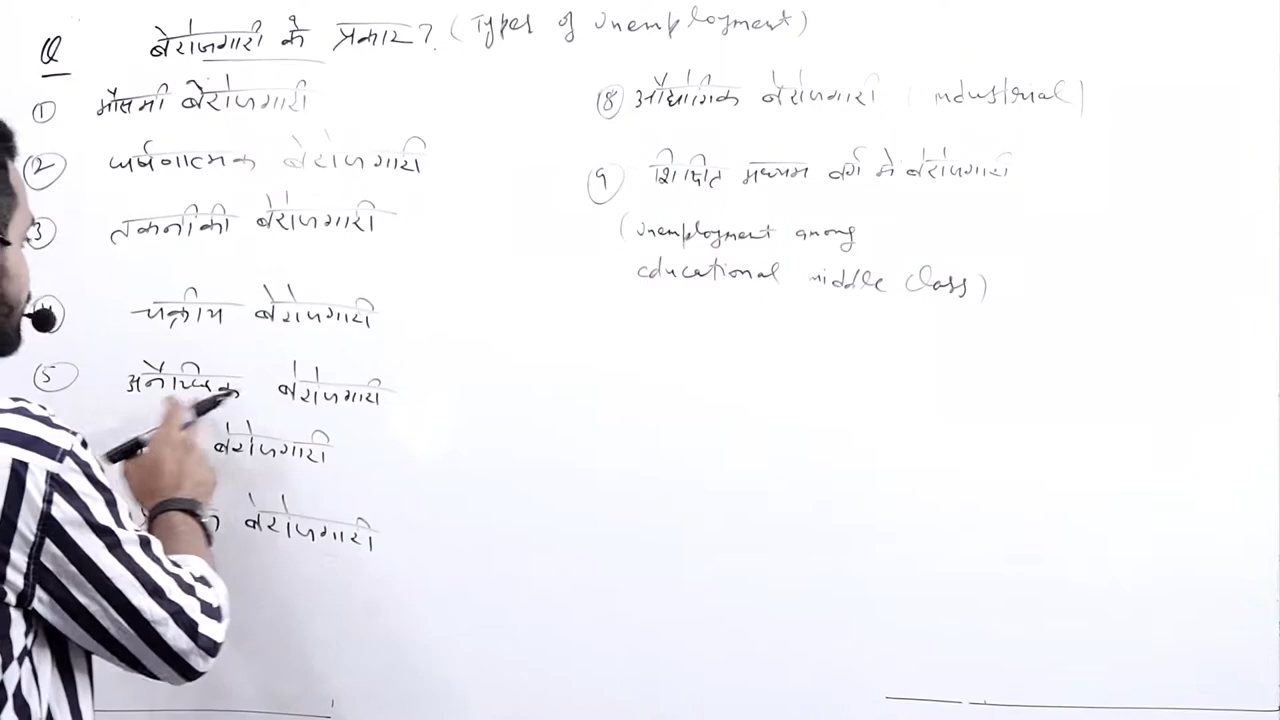 Q बेरोजगारी के प्रकार? (Types of Unemployment)
① मौसमी बेरोजगारी
② घर्षणात्मक बेरोजगारी
③ तकनीकी बेरोजगारी
④ चक्रीय बेरोजगारी
⑤ अनैच्छिक बेरोजगारी
बेरोजगारी
बेरोजगारी
⑧ औद्योगिक बेरोजगारी (industrial)
⑨ शिक्षित मध्यम वर्ग मे बेरोजगारी
(Unemployment among
educational middle class)